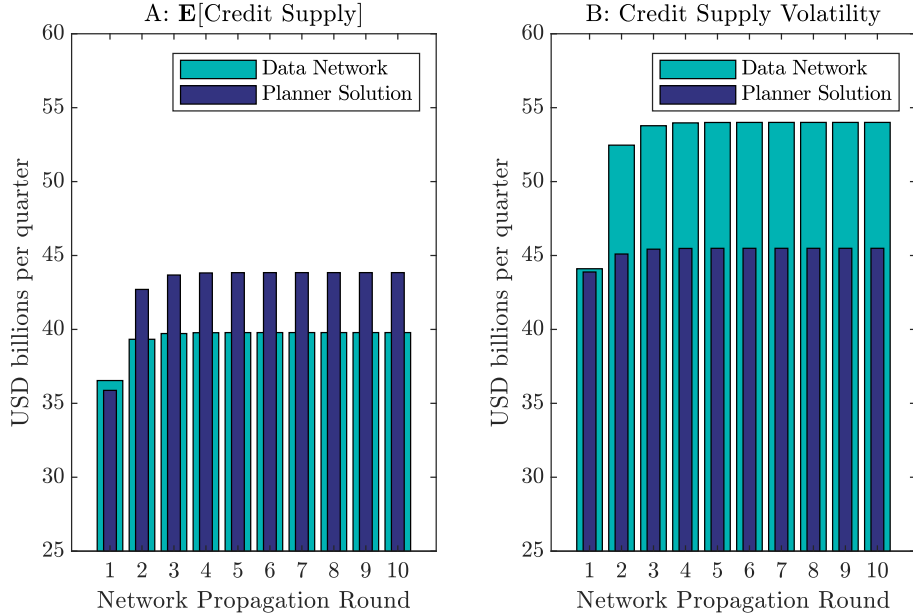 A: E[Credit Supply]
USD billions per quarter
60
55
50
45
40
35
30
25
Data Network
Planner Solution
1 2 3 4 5 6 7 8 9 10
Network Propagation Round
B: Credit Supply Volatility
USD billions per quarter
60
55
50
45
40
35
30
25
Data Network
Planner Solution
1 2 3 4 5 6 7 8 9 10
Network Propagation Round